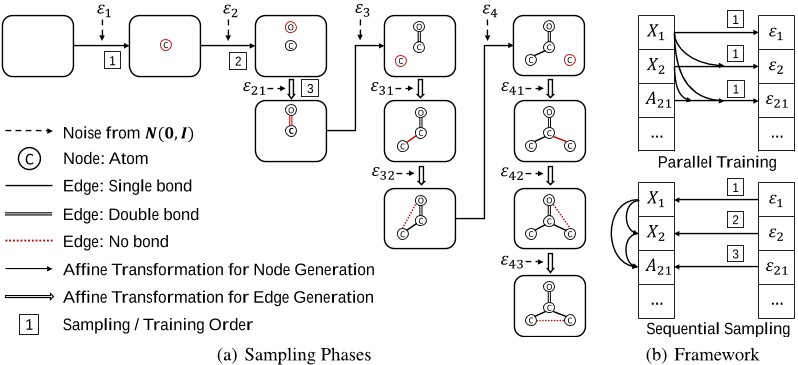 ε₁ ε₂ ε₃ ε₄
C O C O C C O C C
1 2
ε₂₁ 3 ε₃₁ ε₄₁
O C O C C O C C C
ε₃₂ ε₄₂
O C C O C C C
ε₄₃
O C C C
Noise from N(0, I)
C Node: Atom
Edge: Single bond
Edge: Double bond
Edge: No bond
Affine Transformation for Node Generation
Affine Transformation for Edge Generation
1 Sampling / Training Order
(a) Sampling Phases
X₁ 1 ε₁
X₂ 1 ε₂
A₂₁ 1 ε₂₁
... ...
Parallel Training
X₁ 1 ε₁
X₂ 2 ε₂
A₂₁ 3 ε₂₁
... ...
Sequential Sampling
(b) Framework